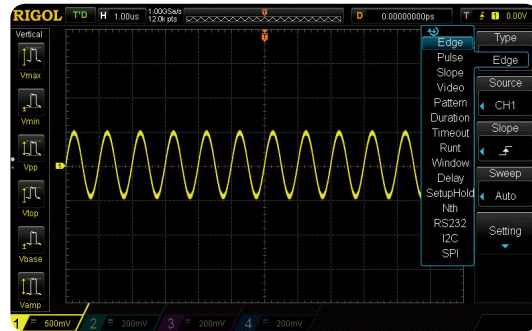 RIGOL T'D H 1.00us 1.00GSa/s 12.0k pts D 0.00000000ps T 1 0.00V
Vertical
Vmax
Vmin
Vpp
Vtop
Vbase
Vamp
T
1
Edge
Pulse
Slope
Video
Pattern
Duration
Timeout
Runt
Window
Delay
SetupHold
Nth
RS232
I2C
SPI
Type
Edge
Source
CH1
Slope
Sweep
Auto
Setting
1 = 500mV 2 = 200mV 3 = 200mV 4 = 200mV